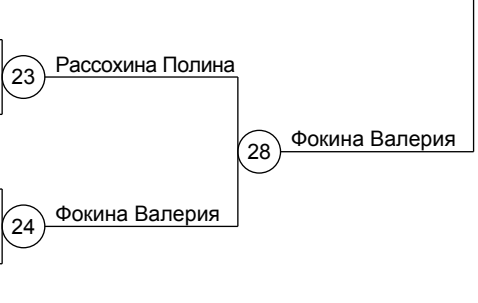 23 Рассохина Полина
28 Фокина Валерия
24 Фокина Валерия